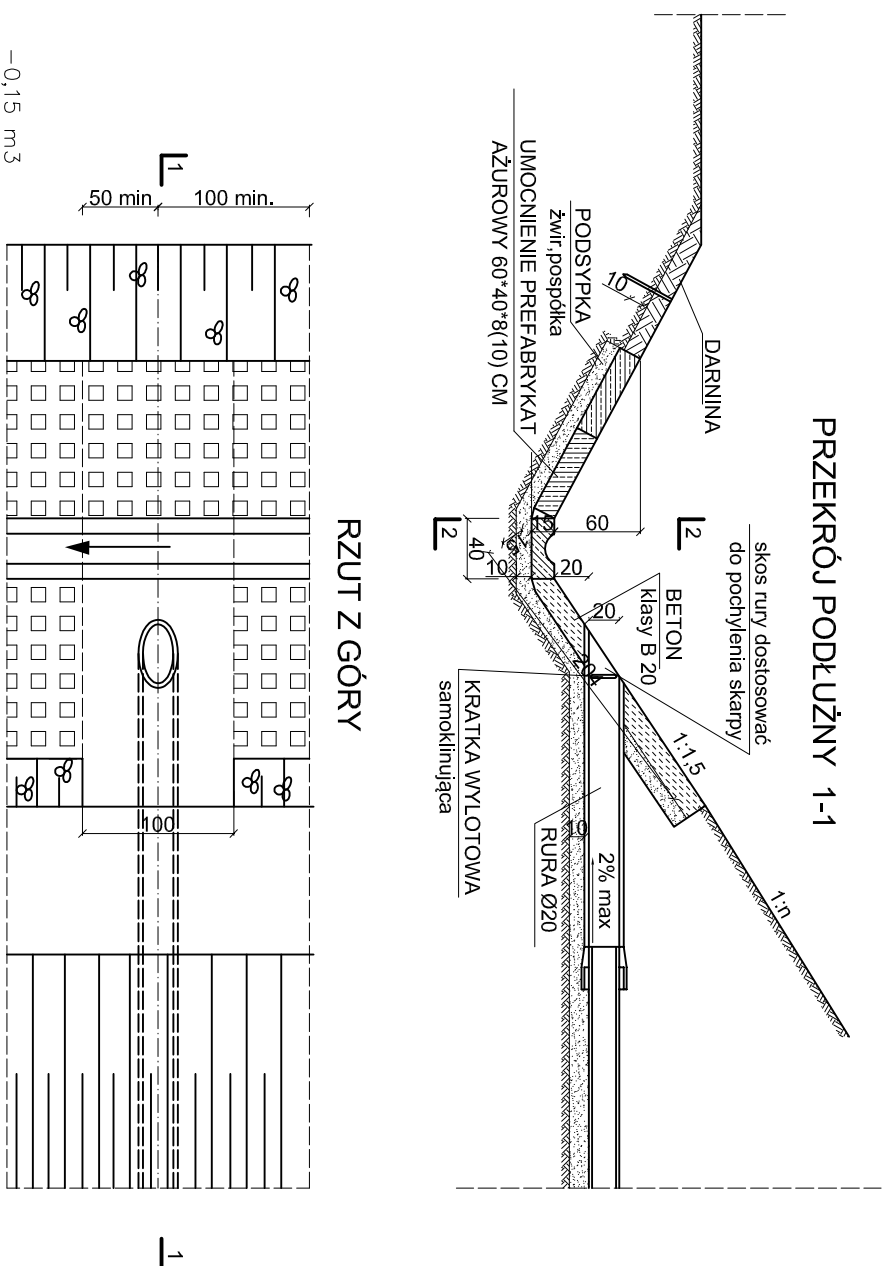 PRZEKRÓJ PODŁUŻNY 1-1
skos rury dostosować
do pochylenia skarpy
DARNINA
10
PODSYPKA
żwir,pospółka
UMOCNIENIE PREFABRYKAT
AŻUROWY 60*40*8(10) CM
2
2
60
15
40
10
20
20
BETON
klasy B 20
KRATKA WYLOTOWA
samoklinująca
1:1,5
1:n
2% max
RURA Ø20
10
RZUT Z GÓRY
1
1
50 min
100 min.
100
-0,15 m3